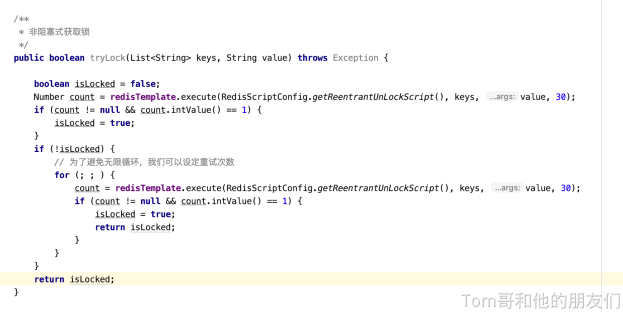 /**
 * 非阻塞式获取锁
 */
public boolean tryLock(List<String> keys, String value) throws Exception {
    boolean isLocked = false;
    Number count = redisTemplate.execute(RedisScriptConfig.getReentrantUnLockScript(), keys, ...args: value, 30);
    if (count != null && count.intValue() == 1) {
        isLocked = true;
    }
    if (!isLocked) {
        // 为了避免无限循环，我们可以设定重试次数
        for (; ; ) {
            count = redisTemplate.execute(RedisScriptConfig.getReentrantUnLockScript(), keys, ...args: value, 30);
            if (count != null && count.intValue() == 1) {
                isLocked = true;
                return isLocked;
            }
        }
    }
    return isLocked;
}
Tom哥和他的朋友们